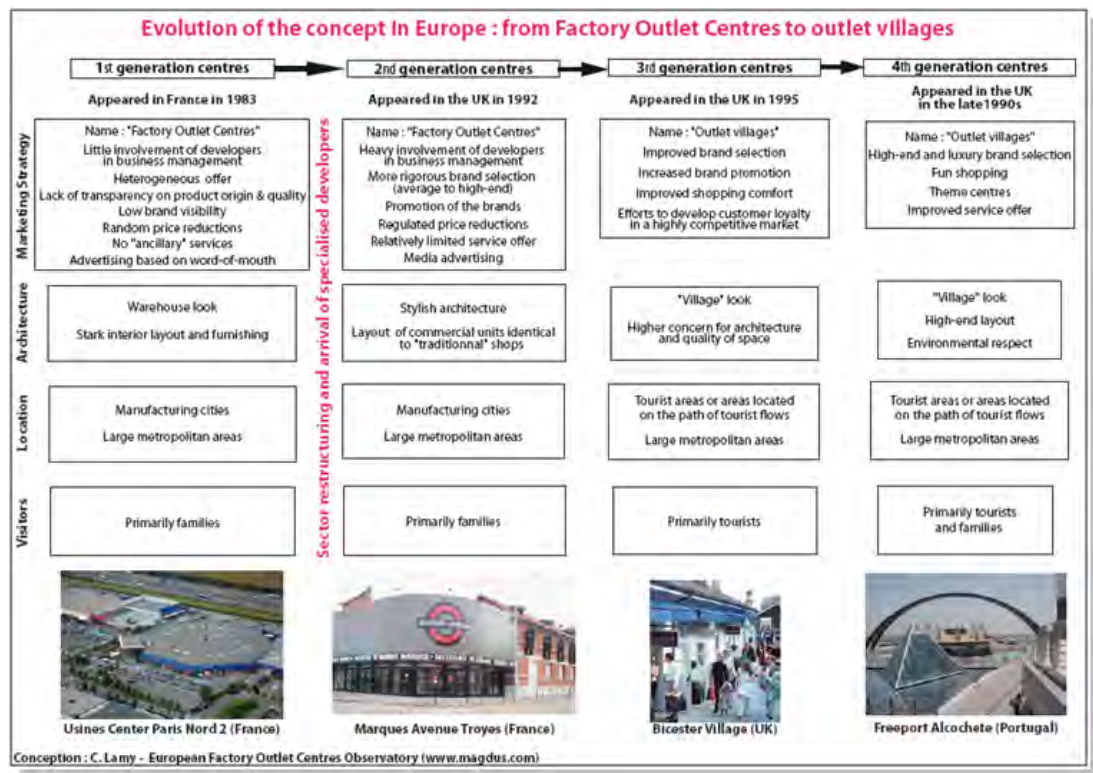 Evolution of the concept in Europe : from Factory Outlet Centres to outlet villages
1st generation centres
2nd generation centres
3rd generation centres
4th generation centres
Appeared in France in 1983
Appeared in the UK in 1992
Appeared in the UK in 1995
Appeared in the UK
in the late1990s
Marketing Strategy
Name : "Factory Outlet Centres"
Little involvement of developers
in business management
Heterogeneous offer
Lack of transparency on product origin & quality
Low brand visibility
Random price reductions
No "ancillary" services
Advertising based on word-of-mouth
Sector restructuring and arrival of specialised developers
Name : "Factory Outlet Centres"
Heavy involvement of developers
in business management
More rigorous brand selection
(average to high-end)
Promotion of the brands
Regulated price reductions
Relatively limited service offer
Media advertising
Name : "Outlet villages"
Improved brand selection
Increased brand promotion
Improved shopping comfort
Efforts to develop customer loyalty
in a highly competitive market
Name : "Outlet villages"
High-end and luxury brand selection
Fun shopping
Theme centres
Improved service offer
Architecture
Warehouse look
Stark interior layout and furnishing
Stylish architecture
Layout of commercial units identical
to "traditionnal" shops
"Village" look
Higher concern for architecture
and quality of space
"Village" look
High-end layout
Environmental respect
Location
Manufacturing cities
Large metropolitan areas
Manufacturing cities
Large metropolitan areas
Tourist areas or areas located
on the path of tourist flows
Large metropolitan areas
Tourist areas or areas located
on the path of tourist flows
Large metropolitan areas
Visitors
Primarily families
Primarily families
Primarily tourists
Primarily tourists
and families
Usines Center Paris Nord 2 (France)
Marques Avenue Troyes (France)
Bicester Village (UK)
Freeport Alcochete (Portugal)
Conception : C. Lamy - European Factory Outlet Centres Observatory (www.magdus.com)